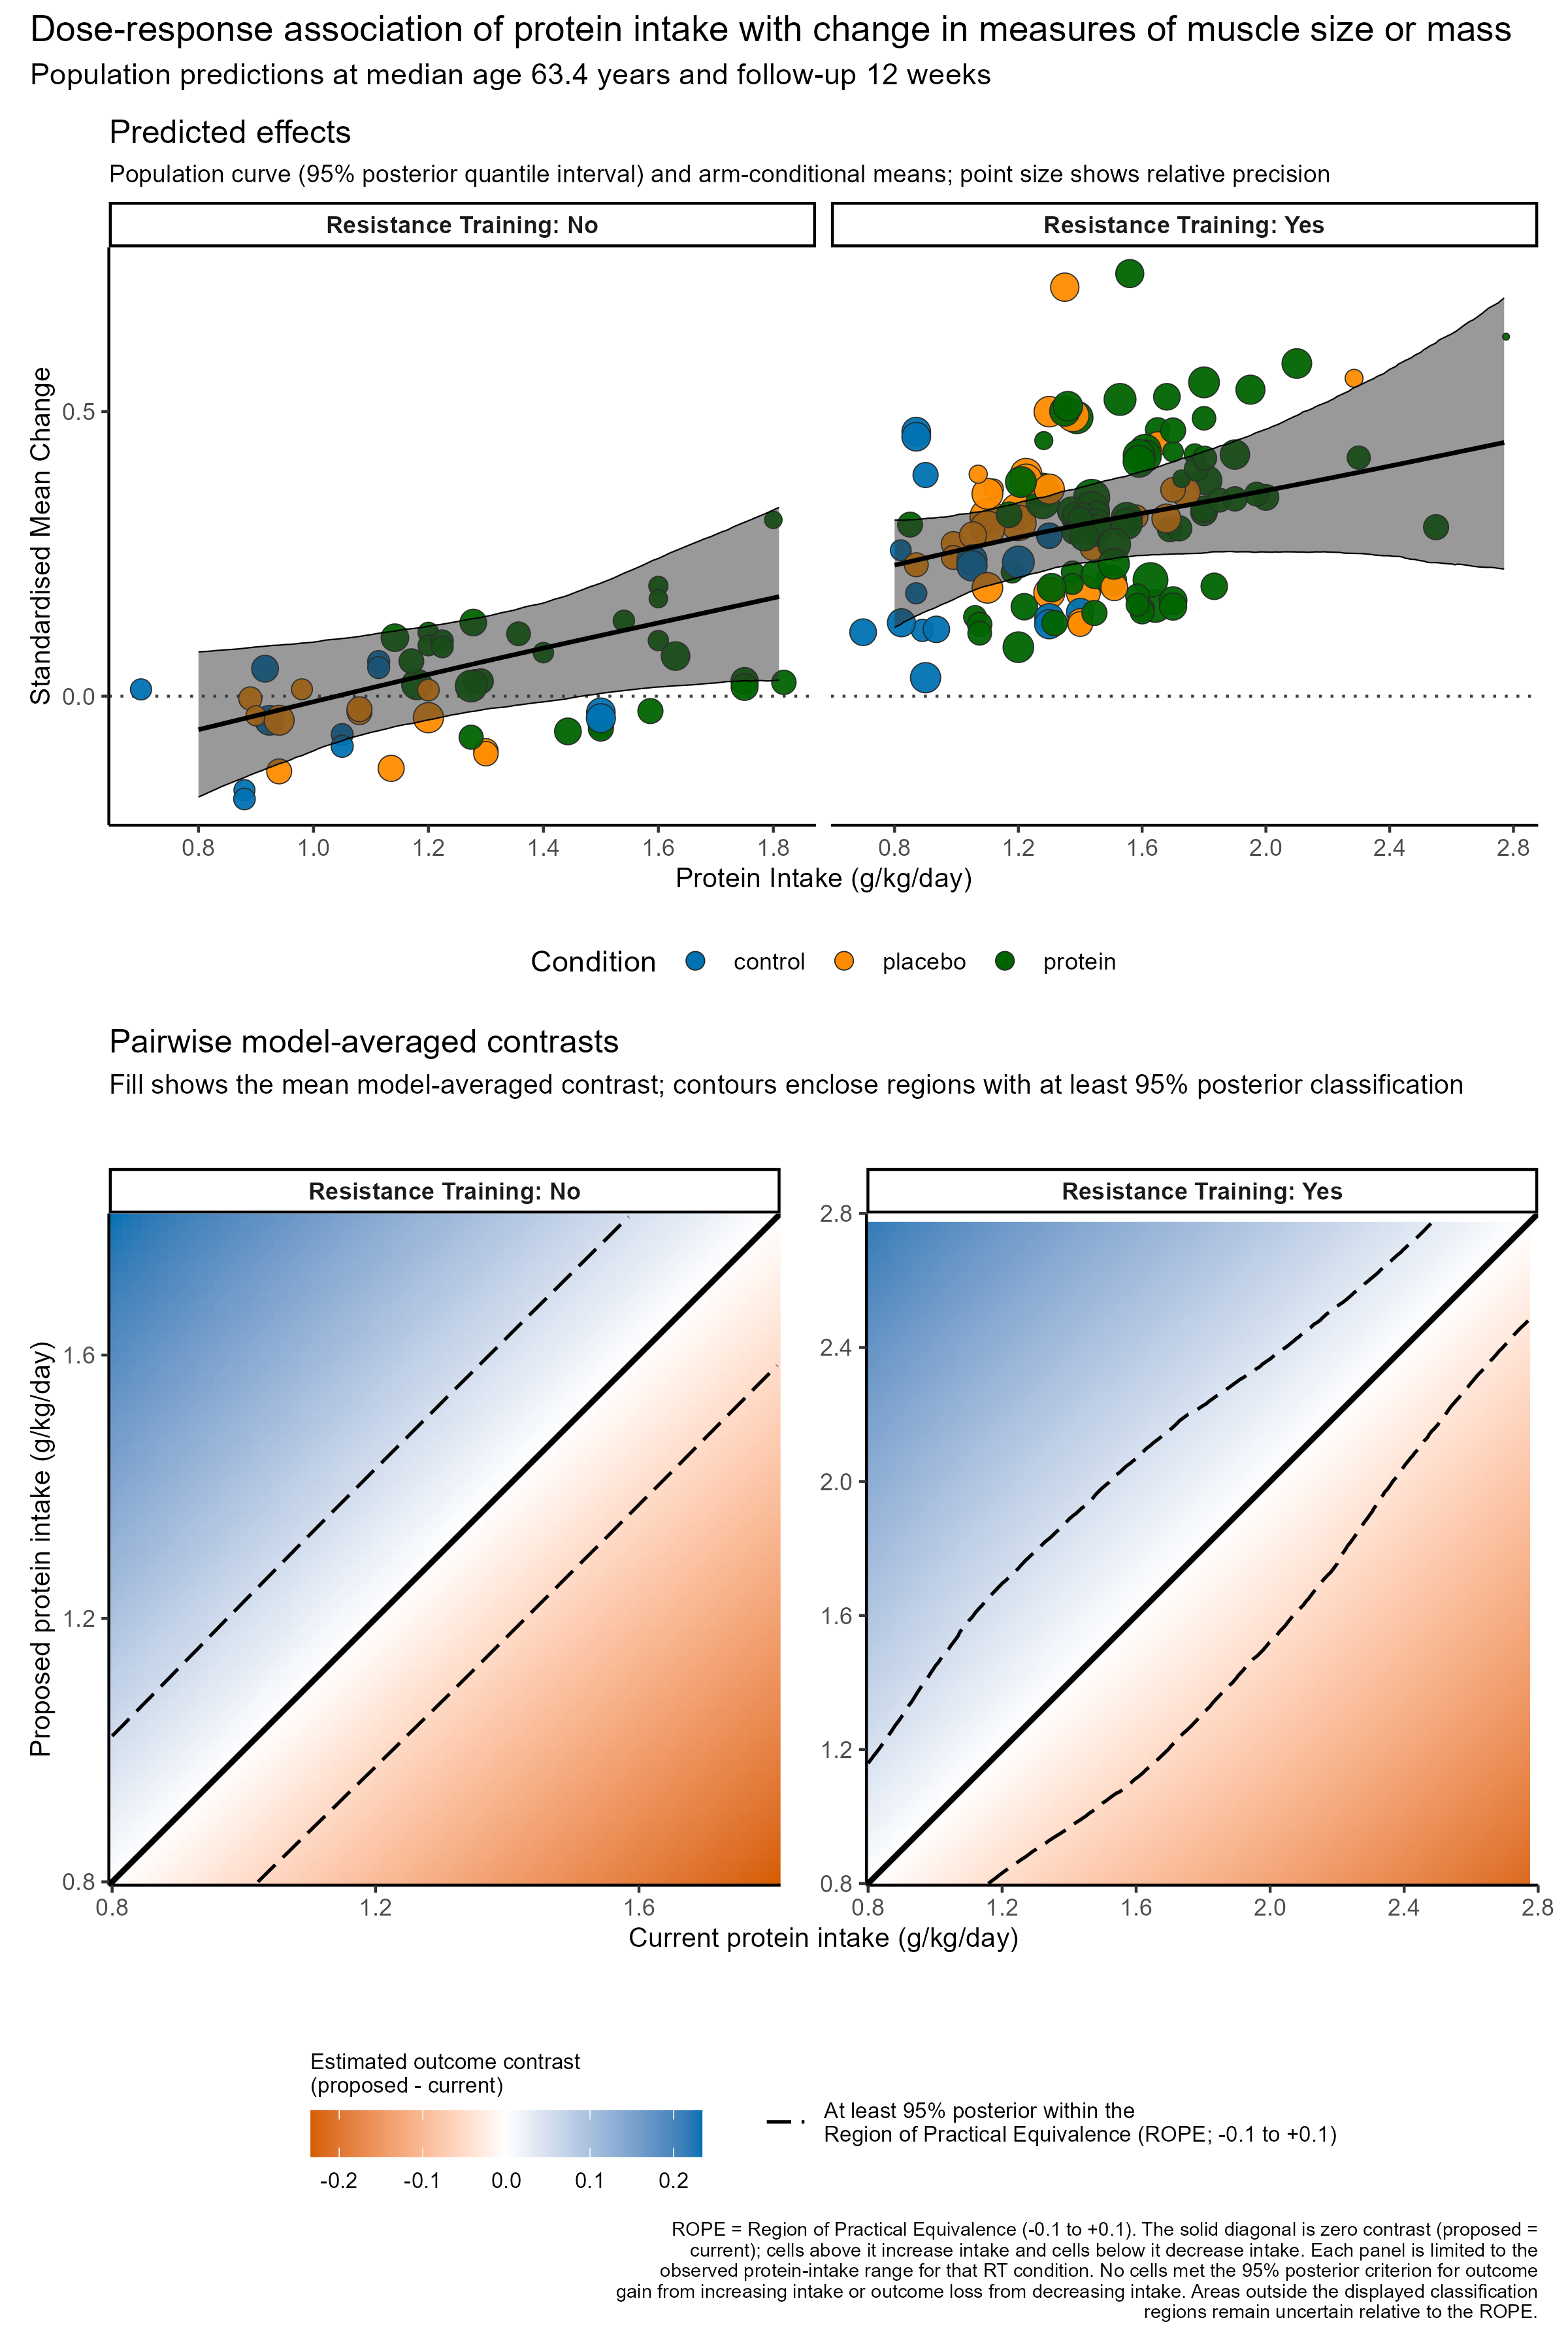 Dose-response association of protein intake with change in measures of muscle size or mass
Population predictions at median age 63.4 years and follow-up 12 weeks
Predicted effects
Population curve (95% posterior quantile interval) and arm-conditional means; point size shows relative precision
Resistance Training: No
Resistance Training: Yes
Standardised Mean Change
0.5
0.0
0.8 1.0 1.2 1.4 1.6 1.8
0.8 1.2 1.6 2.0 2.4 2.8
Protein Intake (g/kg/day)
Condition control placebo protein
Pairwise model-averaged contrasts
Fill shows the mean model-averaged contrast; contours enclose regions with at least 95% posterior classification
Resistance Training: No
Resistance Training: Yes
Proposed protein intake (g/kg/day)
1.6
1.2
0.8
2.8
2.4
2.0
1.6
1.2
0.8
0.8 1.2 1.6
0.8 1.2 1.6 2.0 2.4 2.8
Current protein intake (g/kg/day)
Estimated outcome contrast
(proposed - current)
-0.2 -0.1 0.0 0.1 0.2
At least 95% posterior within the
Region of Practical Equivalence (ROPE; -0.1 to +0.1)
ROPE = Region of Practical Equivalence (-0.1 to +0.1). The solid diagonal is zero contrast (proposed =
current); cells above it increase intake and cells below it decrease intake. Each panel is limited to the
observed protein-intake range for that RT condition. No cells met the 95% posterior criterion for outcome
gain from increasing intake or outcome loss from decreasing intake. Areas outside the displayed classification
regions remain uncertain relative to the ROPE.